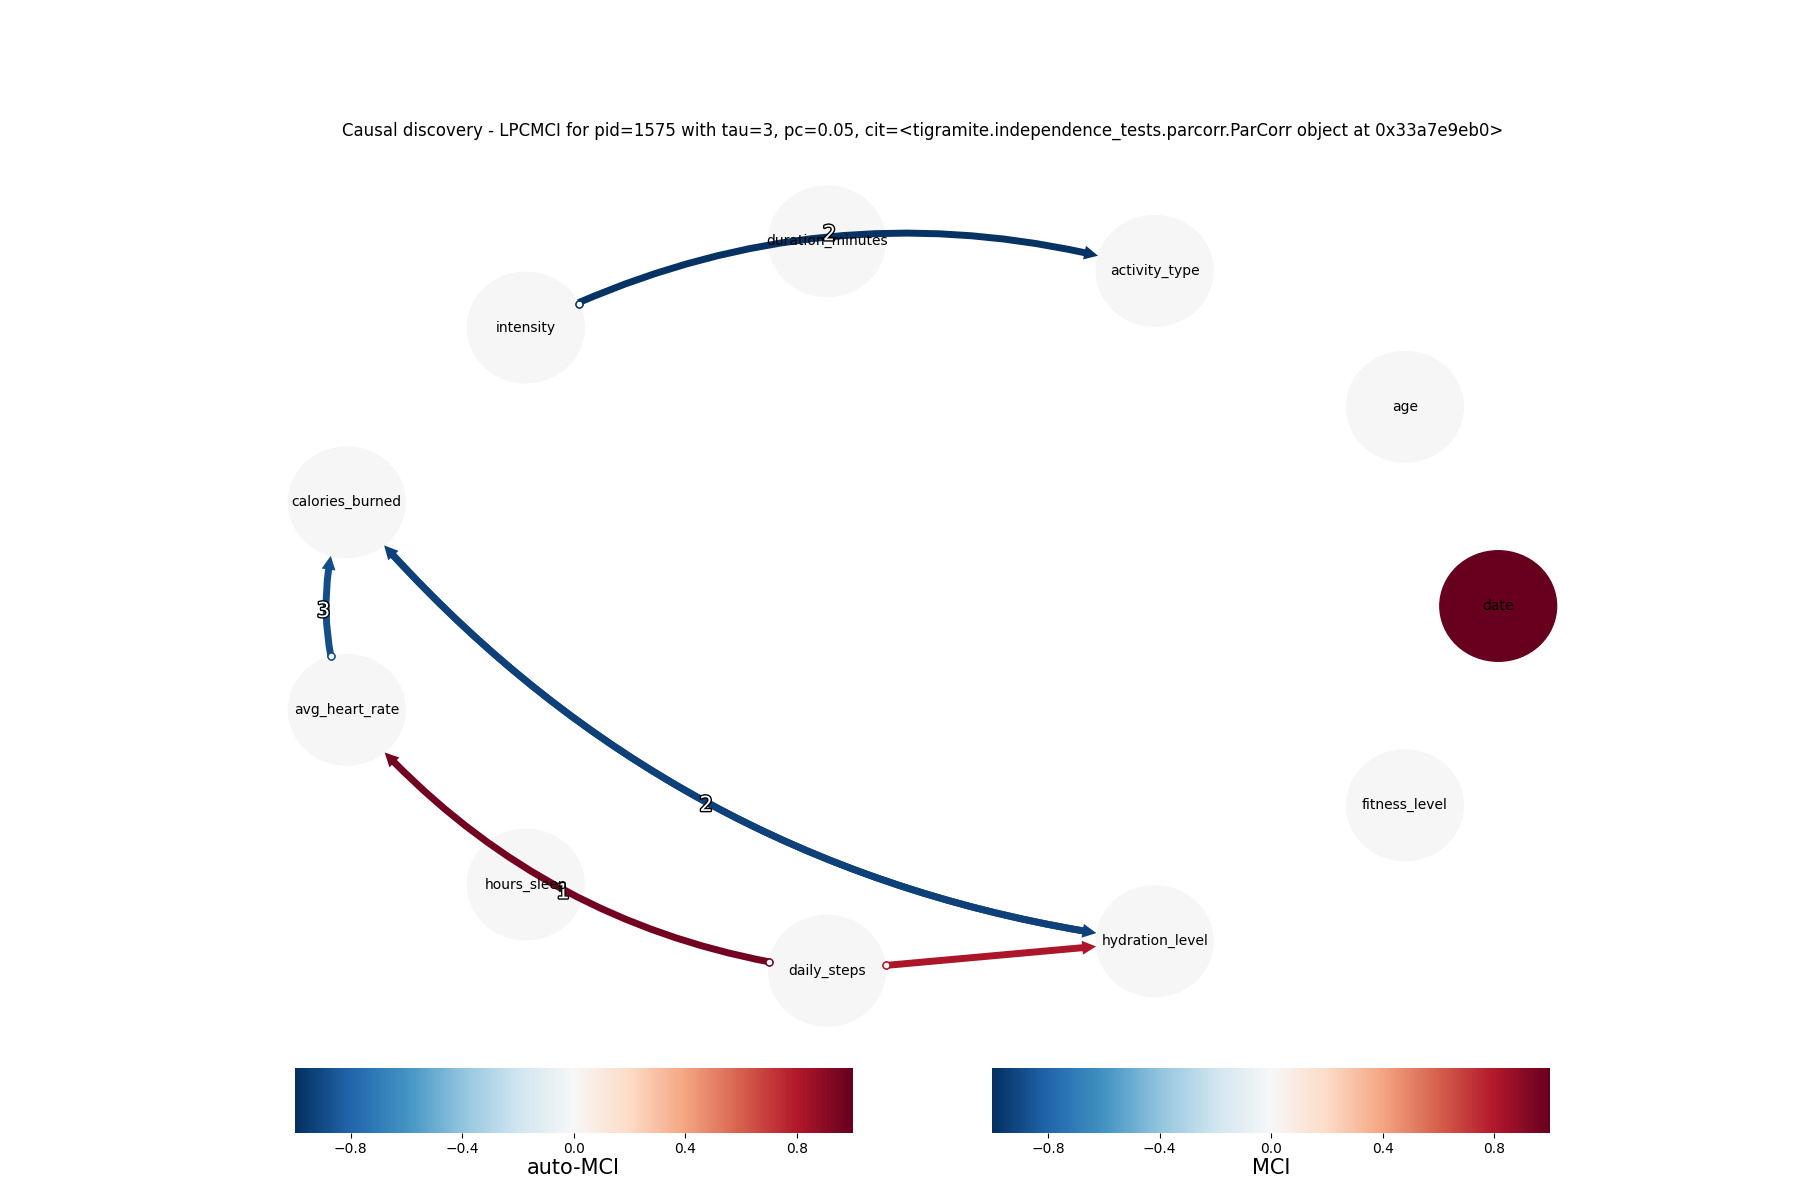 Causal discovery - LPCMCI for pid=1575 with tau=3, pc=0.05, cit=<tigramite.independence_tests.parcorr.ParCorr object at 0x33a7e9eb0>
2
duration_minutes
activity_type
intensity
age
calories_burned
date
3
avg_heart_rate
2
fitness_level
hours_sleep
1
hydration_level
daily_steps
−0.8 −0.4 0.0 0.4 0.8
auto-MCI
−0.8 −0.4 0.0 0.4 0.8
MCI